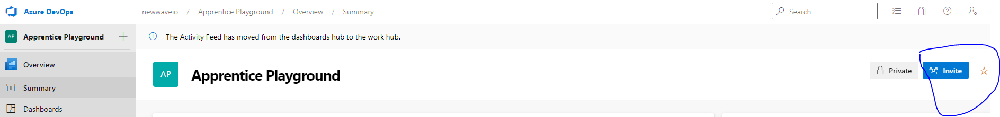 Azure DevOps
newwaveio / Apprentice Playground / Overview / Summary
Search
AP Apprentice Playground
The Activity Feed has moved from the dashboards hub to the work hub.
Overview
AP Apprentice Playground
Private
Invite
Summary
Dashboards